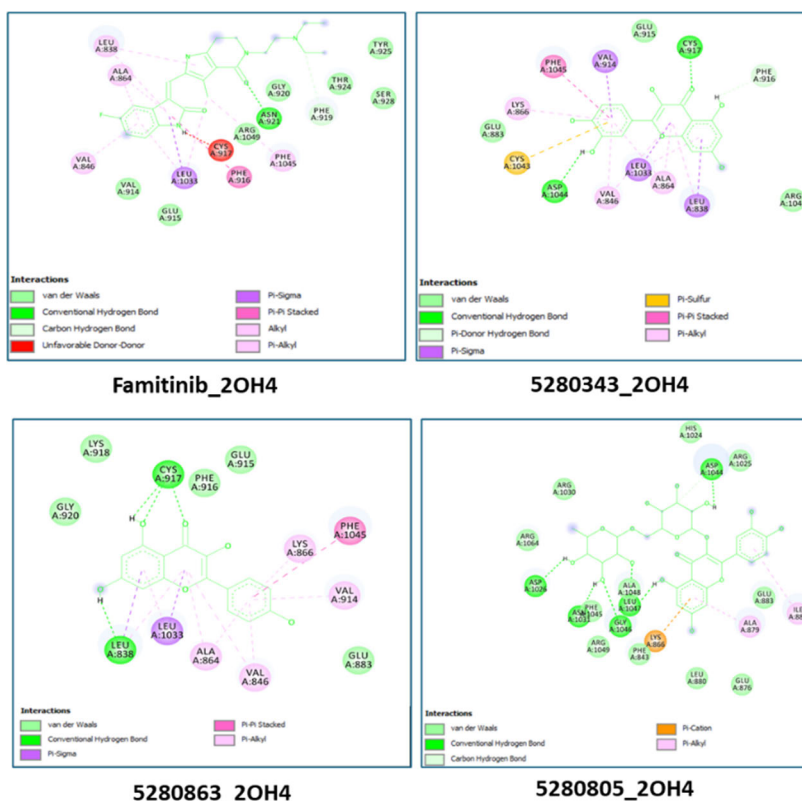 LEU
A:838
ALA
A:864
VAL
A:846
VAL
A:914
GLU
A:915
LEU
A:1033
CYS
A:917
PHE
A:916
ARG
A:1049
ASN
A:921
GLY
A:920
THR
A:924
PHE
A:919
TYR
A:925
SER
A:928
PHE
A:1045
H
Interactions
van der Waals
Conventional Hydrogen Bond
Carbon Hydrogen Bond
Unfavorable Donor-Donor
Pi-Sigma
Pi-Pi Stacked
Alkyl
Pi-Alkyl
Famitinib_2OH4
GLU
A:915
CYS
A:917
PHE
A:1045
VAL
A:914
PHE
A:916
LYS
A:866
GLU
A:883
CYS
A:1043
ASP
A:1044
VAL
A:846
LEU
A:1033
ALA
A:864
LEU
A:838
ARG
H
H
Interactions
van der Waals
Conventional Hydrogen Bond
Pi-Donor Hydrogen Bond
Pi-Sigma
Pi-Sulfur
Pi-Pi Stacked
Pi-Alkyl
5280343_2OH4
LYS
A:918
CYS
A:917
GLU
A:915
PHE
A:916
GLY
A:920
LYS
A:866
PHE
A:1045
VAL
A:914
LEU
A:838
LEU
A:1033
ALA
A:864
VAL
A:846
GLU
A:883
H
O
O
H
Interactions
van der Waals
Conventional Hydrogen Bond
Pi-Sigma
Pi-Pi Stacked
Pi-Alkyl
5280863_2OH4
HIS
A:1024
ASP
A:1044
ARG
A:1025
ARG
A:1030
ARG
A:1064
ASP
A:1026
ALA
A:1048
LEU
A:1047
PHE
A:1045
GLY
A:1046
ARG
A:1049
PHE
A:843
LYS
A:866
GLU
A:883
ALA
A:879
LEU
A:880
GLU
A:876
Interactions
van der Waals
Conventional Hydrogen Bond
Carbon Hydrogen Bond
Pi-Cation
Pi-Alkyl
5280805_2OH4